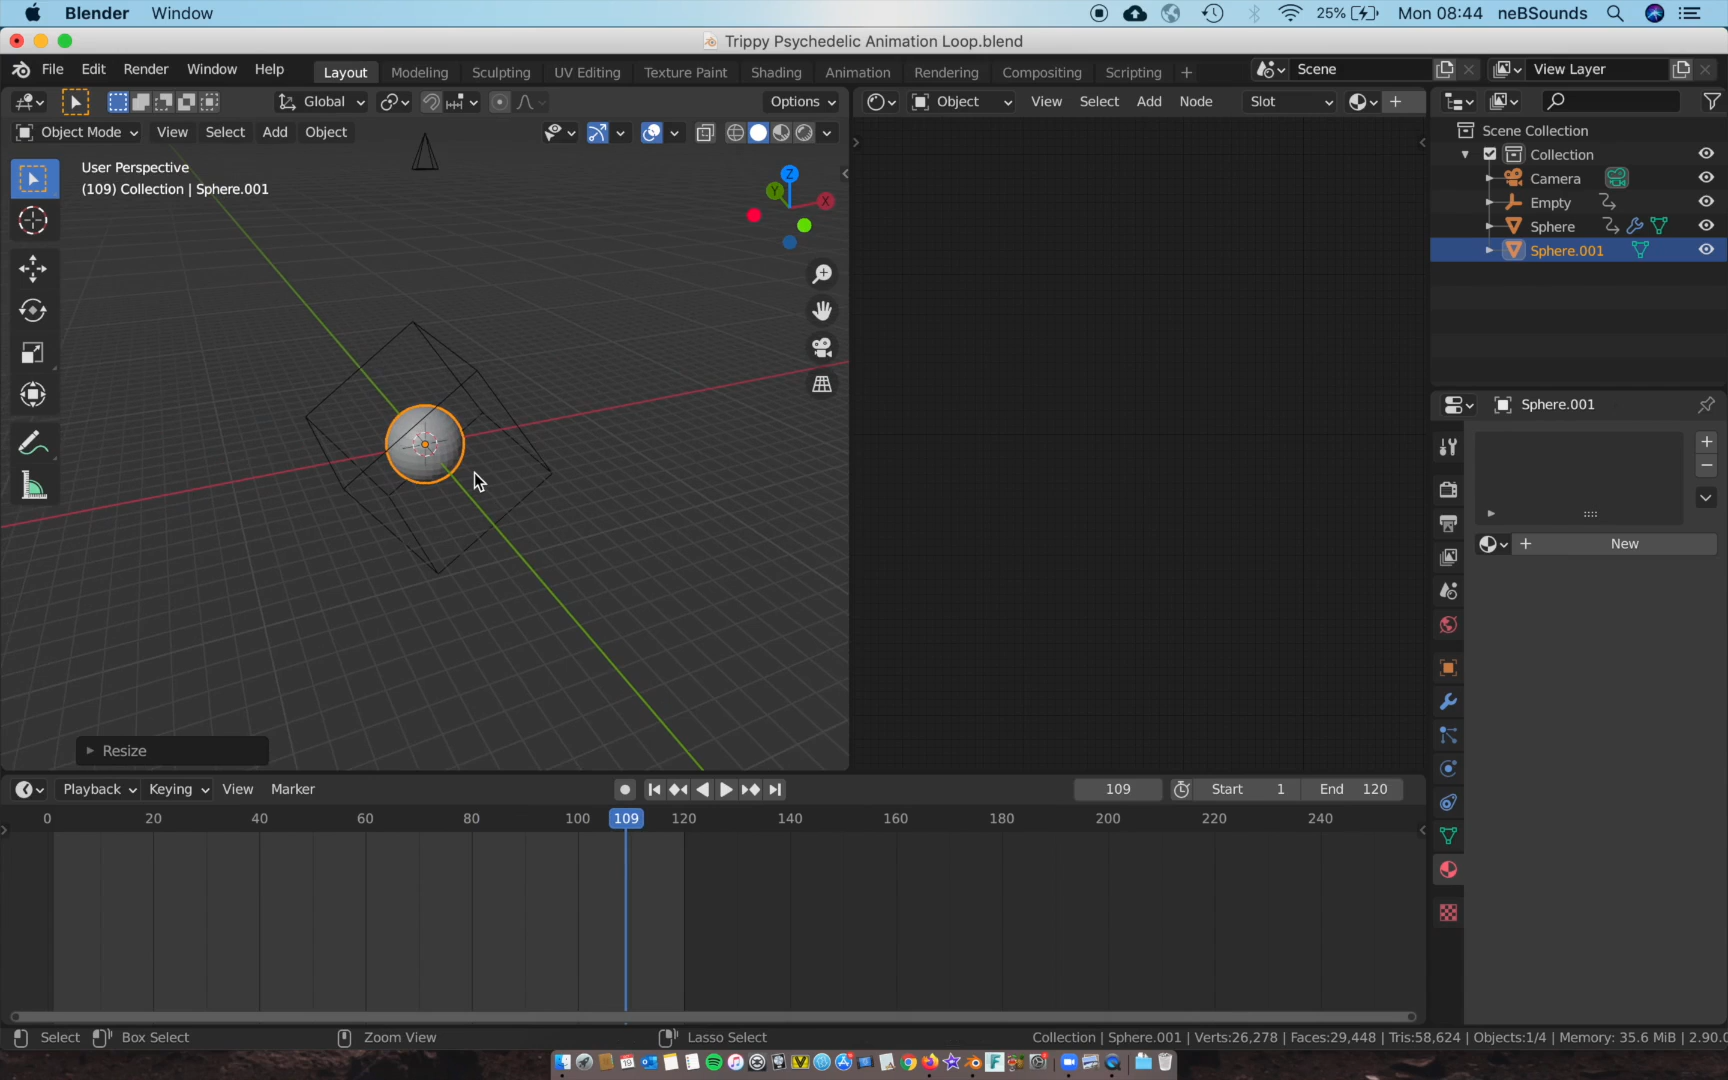 Blender Window 25% Mon 08:44 neBSounds
Trippy Psychedelic Animation Loop.blend
File Edit Render Window Help Layout Modeling Sculpting UV Editing Texture Paint Shading Animation Rendering Compositing Scripting + Scene View Layer
Global Options Object View Select Add Node Slot
Object Mode View Select Add Object
Scene Collection
Collection
Camera
Empty
Sphere
Sphere.001
User Perspective
(109) Collection | Sphere.001
Z
Y
X
Sphere.001
New
Resize
Playback Keying View Marker 109 Start 1 End 120
0 20 40 60 80 100 109 120 140 160 180 200 220 240
Select Box Select Zoom View Lasso Select Collection | Sphere.001 | Verts:26,278 | Faces:29,448 | Tris:58,624 | Objects:1/4 | Memory: 35.6 MiB | 2.90.